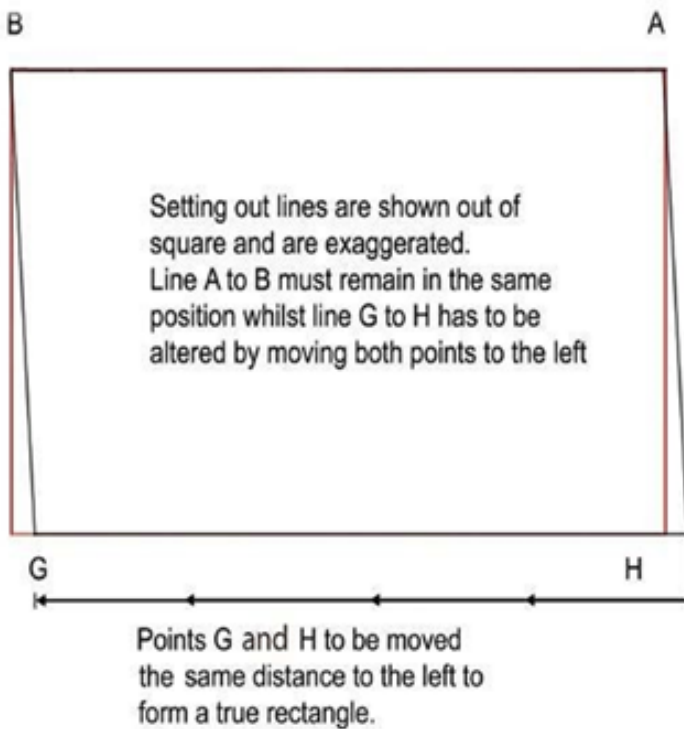 B
A
Setting out lines are shown out of
square and are exaggerated.
Line A to B must remain in the same
position whilst line G to H has to be
altered by moving both points to the left
G
H
Points G and H to be moved
the same distance to the left to
form a true rectangle.